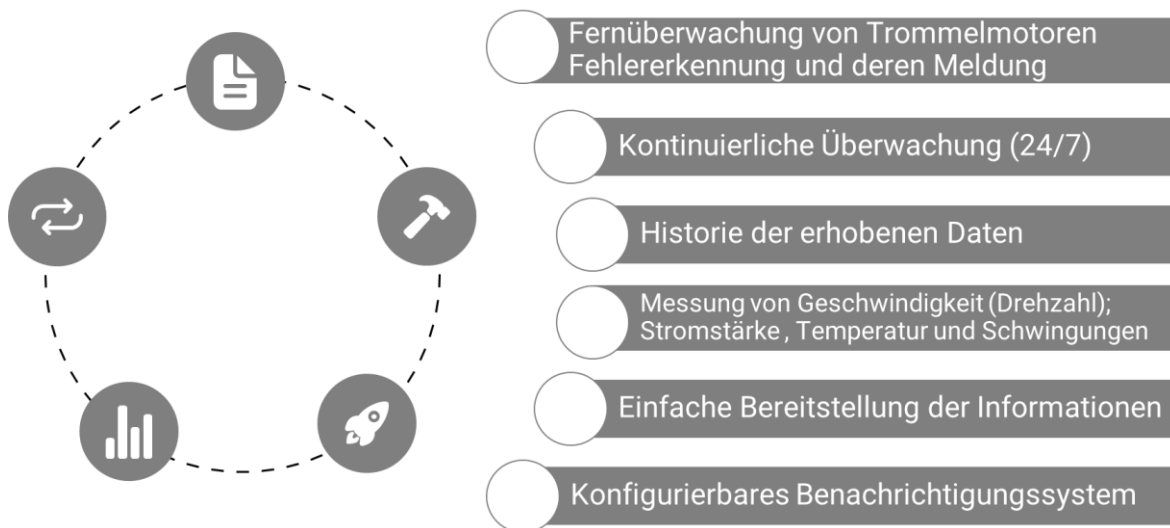 Fernüberwachung von Trommelmotoren
Fehlererkennung und deren Meldung
Kontinuierliche Überwachung (24/7)
Historie der erhobenen Daten
Messung von Geschwindigkeit (Drehzahl);
Stromstärke , Temperatur und Schwingungen
Einfache Bereitstellung der Informationen
Konfigurierbares Benachrichtigungssystem